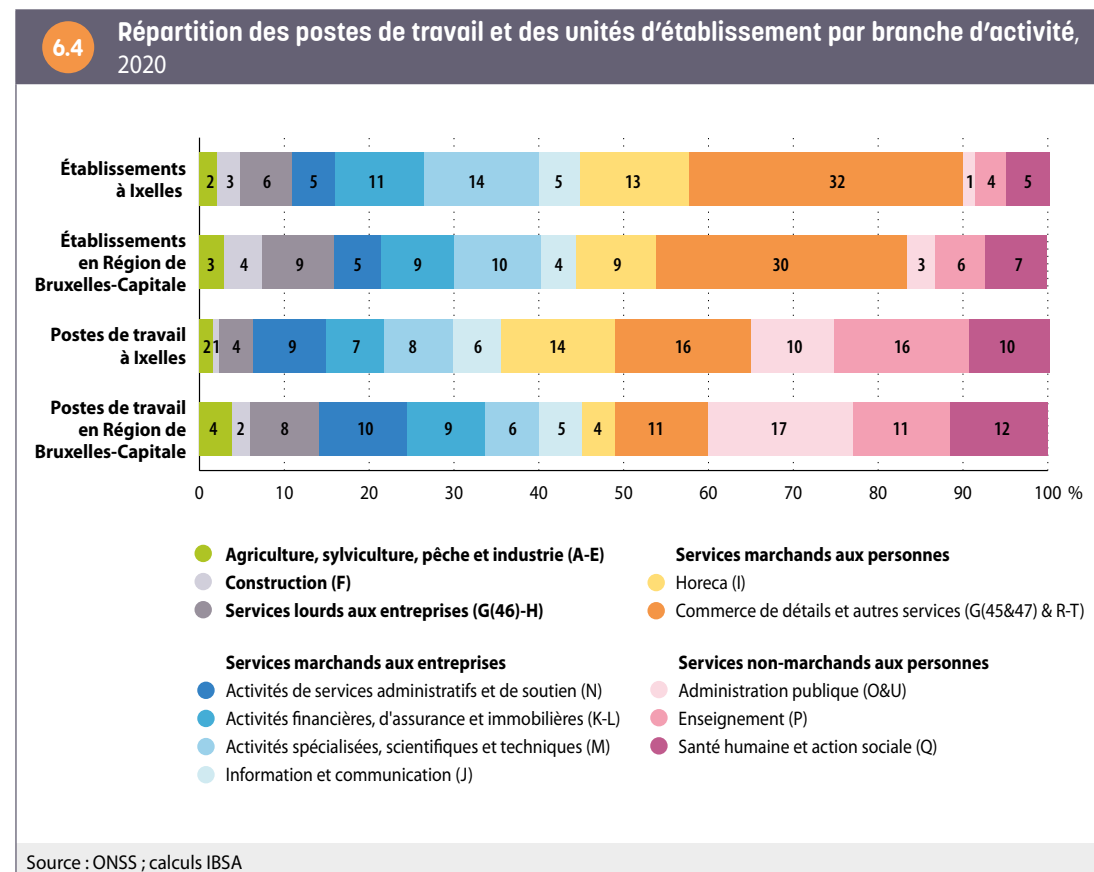 6.4
Répartition des postes de travail et des unités d'établissement par branche d'activité,
2020
Établissements
à Ixelles
2 3 6 5 11 14 5 13 32 1 4 5
Établissements
en Région de
Bruxelles-Capitale
3 4 9 5 9 10 4 9 30 3 6 7
Postes de travail
à Ixelles
2 1 4 9 7 8 6 14 16 10 16 10
Postes de travail
en Région de
Bruxelles-Capitale
4 2 8 10 9 6 5 4 11 17 11 12
0 10 20 30 40 50 60 70 80 90 100 %
Agriculture, sylviculture, pêche et industrie (A-E)
Construction (F)
Services lourds aux entreprises (G(46)-H)
Services marchands aux entreprises
Activités de services administratifs et de soutien (N)
Activités financières, d'assurance et immobilières (K-L)
Activités spécialisées, scientifiques et techniques (M)
Information et communication (J)
Services marchands aux personnes
Horeca (I)
Commerce de détails et autres services (G(45&47) & R-T)
Services non-marchands aux personnes
Administration publique (O&U)
Enseignement (P)
Santé humaine et action sociale (Q)
Source : ONSS ; calculs IBSA